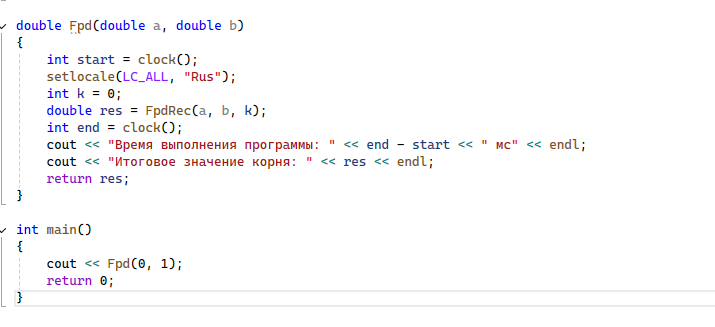 double Fpd(double a, double b)
{
int start = clock();
setlocale(LC_ALL, "Rus");
int k = 0;
double res = FpdRec(a, b, k);
int end = clock();
cout << "Время выполнения программы: " << end - start << " мс" << endl;
cout << "Итоговое значение корня: " << res << endl;
return res;
}
int main()
{
cout << Fpd(0, 1);
return 0;
}